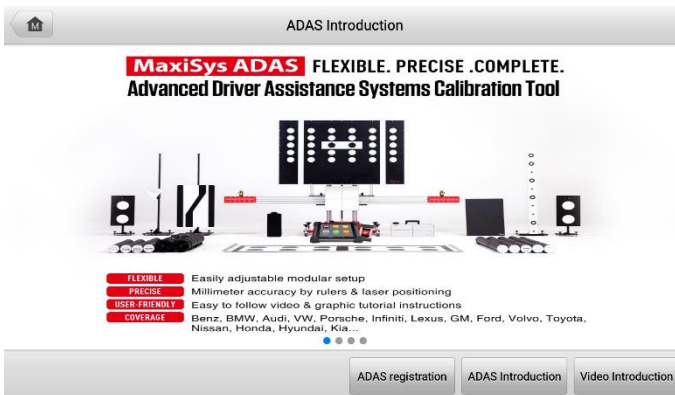 M
ADAS Introduction
MaxiSys ADAS FLEXIBLE. PRECISE .COMPLETE.
Advanced Driver Assistance Systems Calibration Tool
FLEXIBLE Easily adjustable modular setup
PRECISE Millimeter accuracy by rulers & laser positioning
USER-FRIENDLY Easy to follow video & graphic tutorial instructions
COVERAGE Benz, BMW, Audi, VW, Porsche, Infiniti, Lexus, GM, Ford, Volvo, Toyota,
Nissan, Honda, Hyundai, Kia...
ADAS registration ADAS Introduction Video Introduction